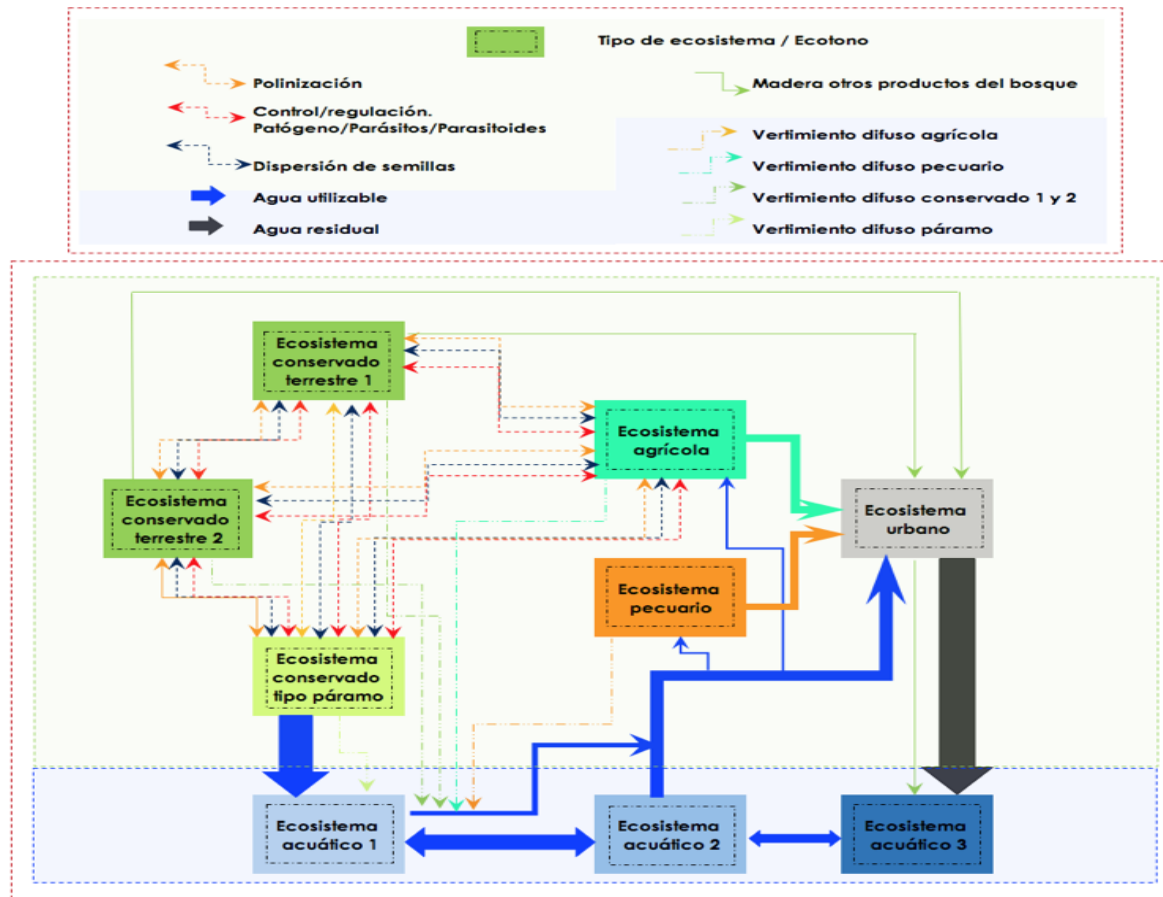 Tipo de ecosistema / Ecotono
Polinización
Control/regulación.
Patógeno/Parásitos/Parasitoides
Dispersión de semillas
Agua utilizable
Agua residual
Madera otros productos del bosque
Vertimiento difuso agrícola
Vertimiento difuso pecuario
Vertimiento difuso conservado 1 y 2
Vertimiento difuso páramo
Ecosistema
conservado
terrestre 1
Ecosistema
agrícola
Ecosistema
conservado
terrestre 2
Ecosistema
urbano
Ecosistema
pecuario
Ecosistema
conservado
tipo páramo
Ecosistema
acuático 1
Ecosistema
acuático 2
Ecosistema
acuático 3